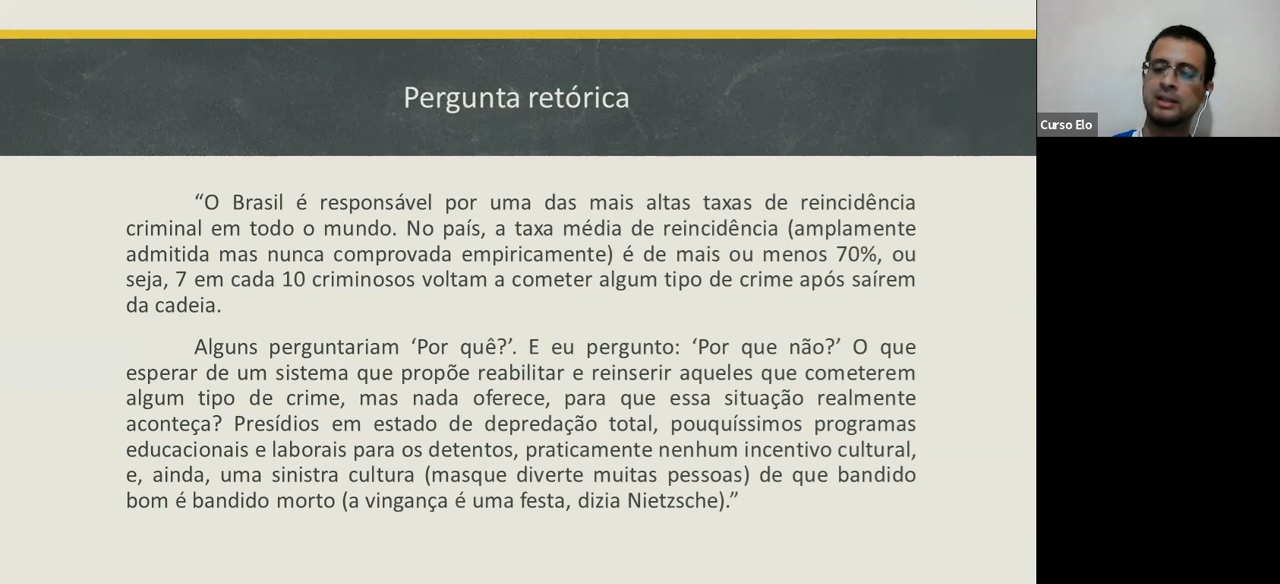 Pergunta retórica
“O Brasil é responsável por uma das mais altas taxas de reincidência
criminal em todo o mundo. No país, a taxa média de reincidência (amplamente
admitida mas nunca comprovada empiricamente) é de mais ou menos 70%, ou
seja, 7 em cada 10 criminosos voltam a cometer algum tipo de crime após saírem
da cadeia.
Alguns perguntariam ‘Por quê?’. E eu pergunto: ‘Por que não?’ O que
esperar de um sistema que propõe reabilitar e reinserir aqueles que cometerem
algum tipo de crime, mas nada oferece, para que essa situação realmente
aconteça? Presídios em estado de depredação total, pouquíssimos programas
educacionais e laborais para os detentos, praticamente nenhum incentivo cultural,
e, ainda, uma sinistra cultura (masque diverte muitas pessoas) de que bandido
bom é bandido morto (a vingança é uma festa, dizia Nietzsche).”
Curso Elo